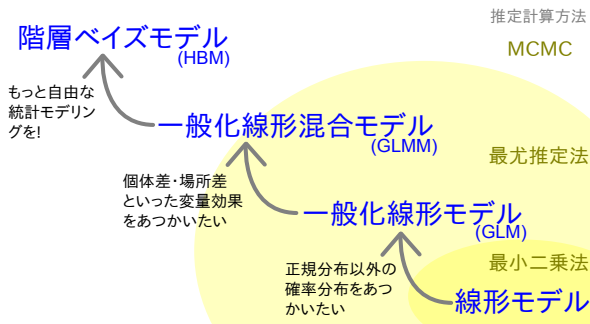 推定計算方法
MCMC
階層ベイズモデル
(HBM)
もっと自由な
統計モデリン
グを!
一般化線形混合モデル
(GLMM)
最尤推定法
個体差・場所差
といった変量効果
をあつかいたい
一般化線形モデル
(GLM)
最小二乗法
正規分布以外の
確率分布をあつ
かいたい
線形モデル